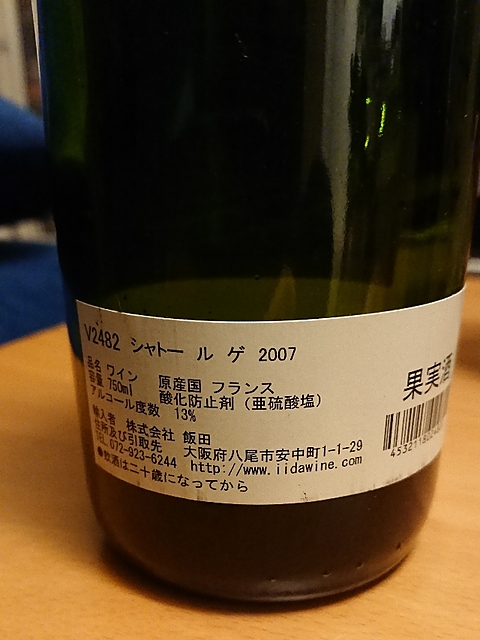 V2482 シャトー ル ゲ 2007
果実酒
品名 ワイン 原産国 フランス
容量 750ml 酸化防止剤 (亜硫酸塩)
アルコール度数 13%
輸入者 株式会社 飯田
住所及び引取先 大阪府八尾市安中町1-1-29
TEL 072-923-6244 http://www.iidawine.com
●飲酒は二十歳になってから